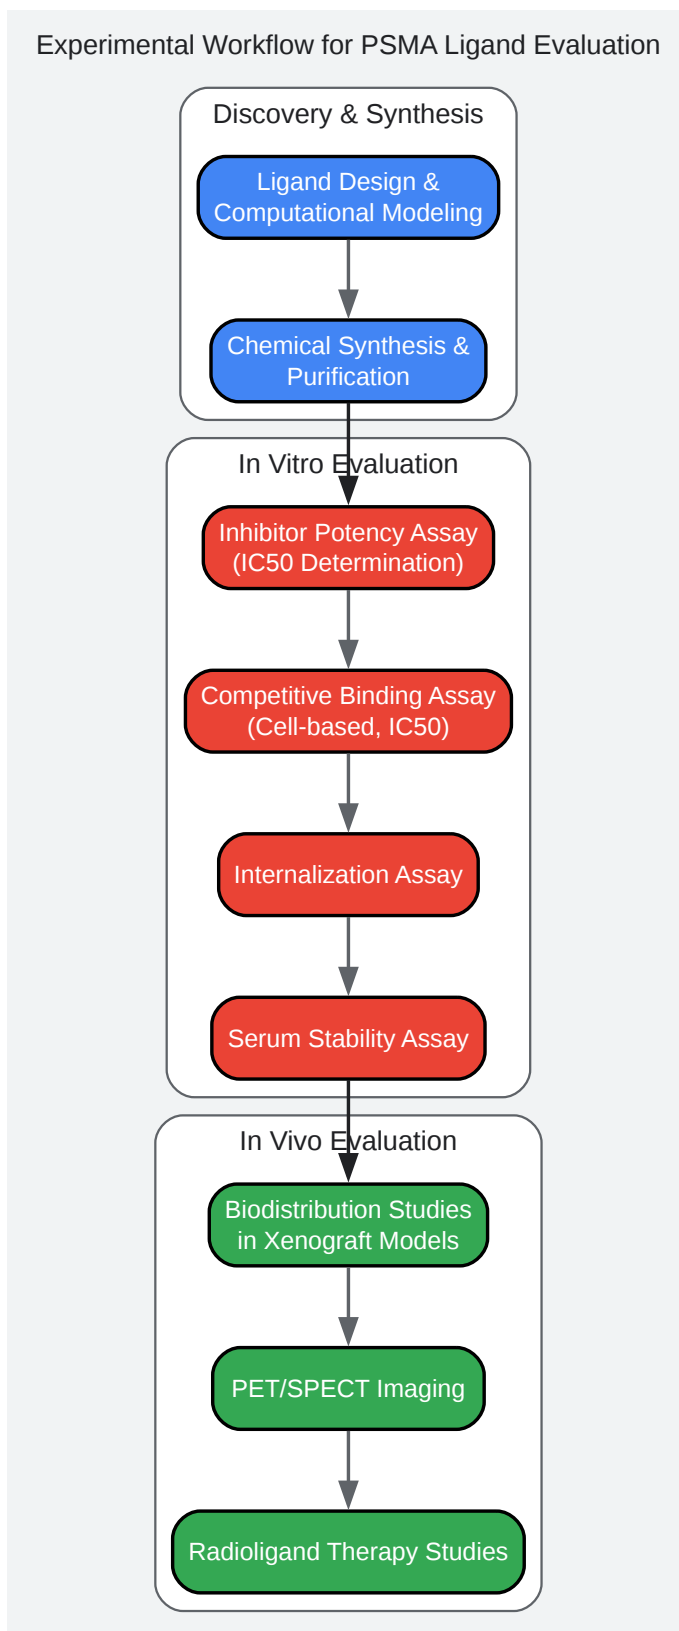 Experimental Workflow for PSMA Ligand Evaluation
Discovery & Synthesis
Ligand Design &
Computational Modeling
Chemical Synthesis &
Purification
In Vitro Evaluation
Inhibitor Potency Assay
(IC50 Determination)
Competitive Binding Assay
(Cell-based, IC50)
Internalization Assay
Serum Stability Assay
In Vivo Evaluation
Biodistribution Studies
in Xenograft Models
PET/SPECT Imaging
Radioligand Therapy Studies